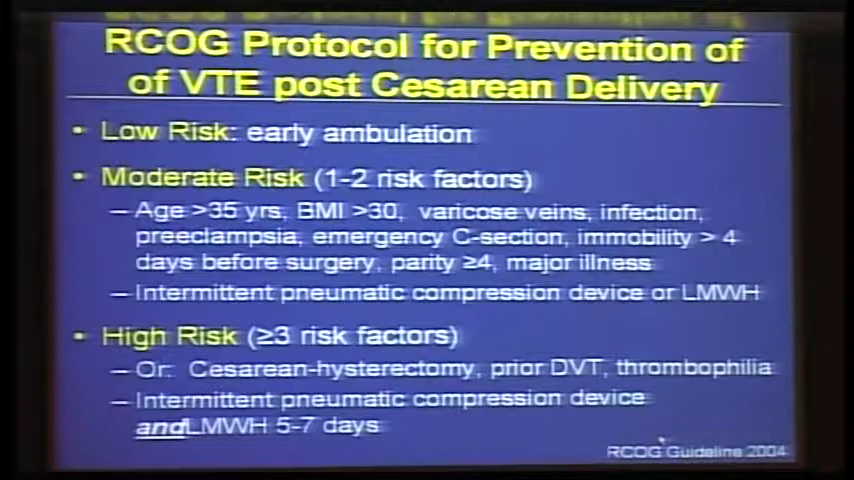 RCOG Protocol for Prevention of
of VTE post Cesarean Delivery
• Low Risk: early ambulation
• Moderate Risk (1-2 risk factors)
– Age >35 yrs, BMI >30, varicose veins, infection,
preeclampsia, emergency C-section, immobility > 4
days before surgery, parity ≥4, major illness
– Intermittent pneumatic compression device or LMWH
• High Risk (≥3 risk factors)
– Or: Cesarean-hysterectomy, prior DVT, thrombophilia
– Intermittent pneumatic compression device
andLMWH 5-7 days
RCOG Guideline 2004